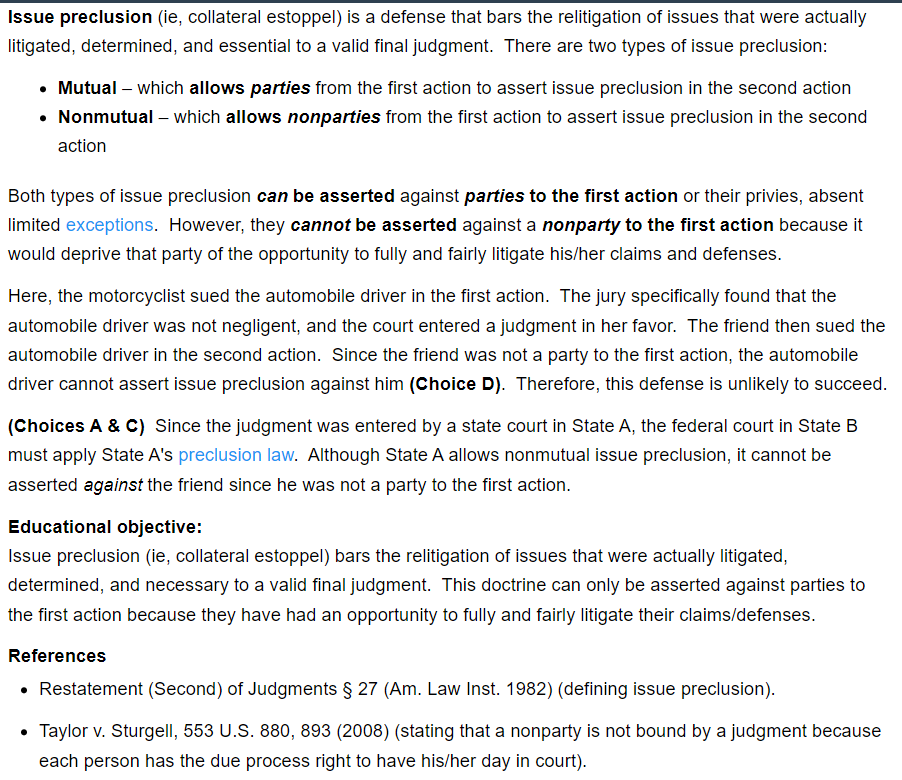 Issue preclusion (ie, collateral estoppel) is a defense that bars the relitigation of issues that were actually
litigated, determined, and essential to a valid final judgment.  There are two types of issue preclusion:
• Mutual – which allows parties from the first action to assert issue preclusion in the second action
• Nonmutual – which allows nonparties from the first action to assert issue preclusion in the second
action
Both types of issue preclusion can be asserted against parties to the first action or their privies, absent
limited exceptions.  However, they cannot be asserted against a nonparty to the first action because it
would deprive that party of the opportunity to fully and fairly litigate his/her claims and defenses.
Here, the motorcyclist sued the automobile driver in the first action.  The jury specifically found that the
automobile driver was not negligent, and the court entered a judgment in her favor.  The friend then sued the
automobile driver in the second action.  Since the friend was not a party to the first action, the automobile
driver cannot assert issue preclusion against him (Choice D).  Therefore, this defense is unlikely to succeed.
(Choices A & C)  Since the judgment was entered by a state court in State A, the federal court in State B
must apply State A's preclusion law.  Although State A allows nonmutual issue preclusion, it cannot be
asserted against the friend since he was not a party to the first action.
Educational objective:
Issue preclusion (ie, collateral estoppel) bars the relitigation of issues that were actually litigated,
determined, and necessary to a valid final judgment.  This doctrine can only be asserted against parties to
the first action because they have had an opportunity to fully and fairly litigate their claims/defenses.
References
• Restatement (Second) of Judgments § 27 (Am. Law Inst. 1982) (defining issue preclusion).
• Taylor v. Sturgell, 553 U.S. 880, 893 (2008) (stating that a nonparty is not bound by a judgment because
each person has the due process right to have his/her day in court).